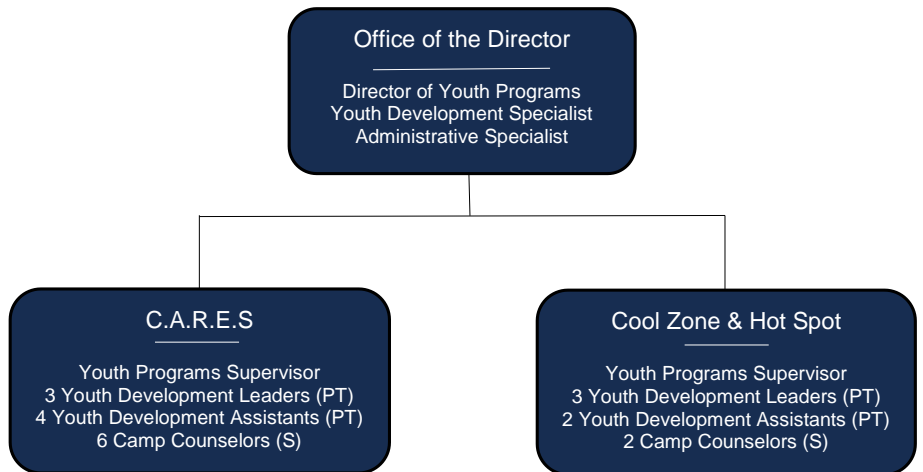 Office of the Director
Director of Youth Programs
Youth Development Specialist
Administrative Specialist
C.A.R.E.S
Youth Programs Supervisor
3 Youth Development Leaders (PT)
4 Youth Development Assistants (PT)
6 Camp Counselors (S)
Cool Zone & Hot Spot
Youth Programs Supervisor
3 Youth Development Leaders (PT)
2 Youth Development Assistants (PT)
2 Camp Counselors (S)